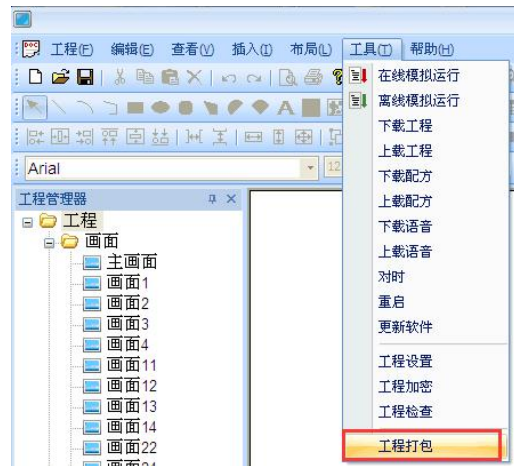 工程(F) 编辑(E) 查看(V) 插入(I) 布局(L) 工具(T) 帮助(H)
Arial 12
工程管理器
工程
画面
主画面
画面1
画面2
画面3
画面4
画面11
画面12
画面13
画面14
画面22
在线模拟运行
离线模拟运行
下载工程
上载工程
下载配方
上载配方
下载语音
上载语音
对时
重启
更新软件
工程设置
工程加密
工程检查
工程打包